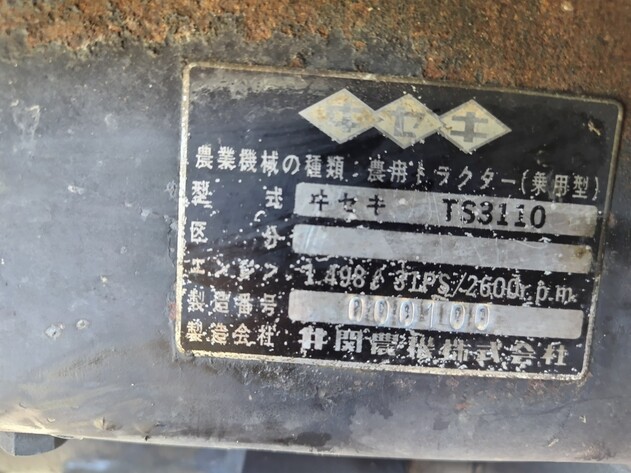 ヰセキ
農業機械の種類 農用トラクター(乗用型)
型式 ヰセキ TS3110
区分
エンジン 1.498ℓ 31PS/2600r.p.m.
製造番号 000100
製造会社 井関農機株式会社